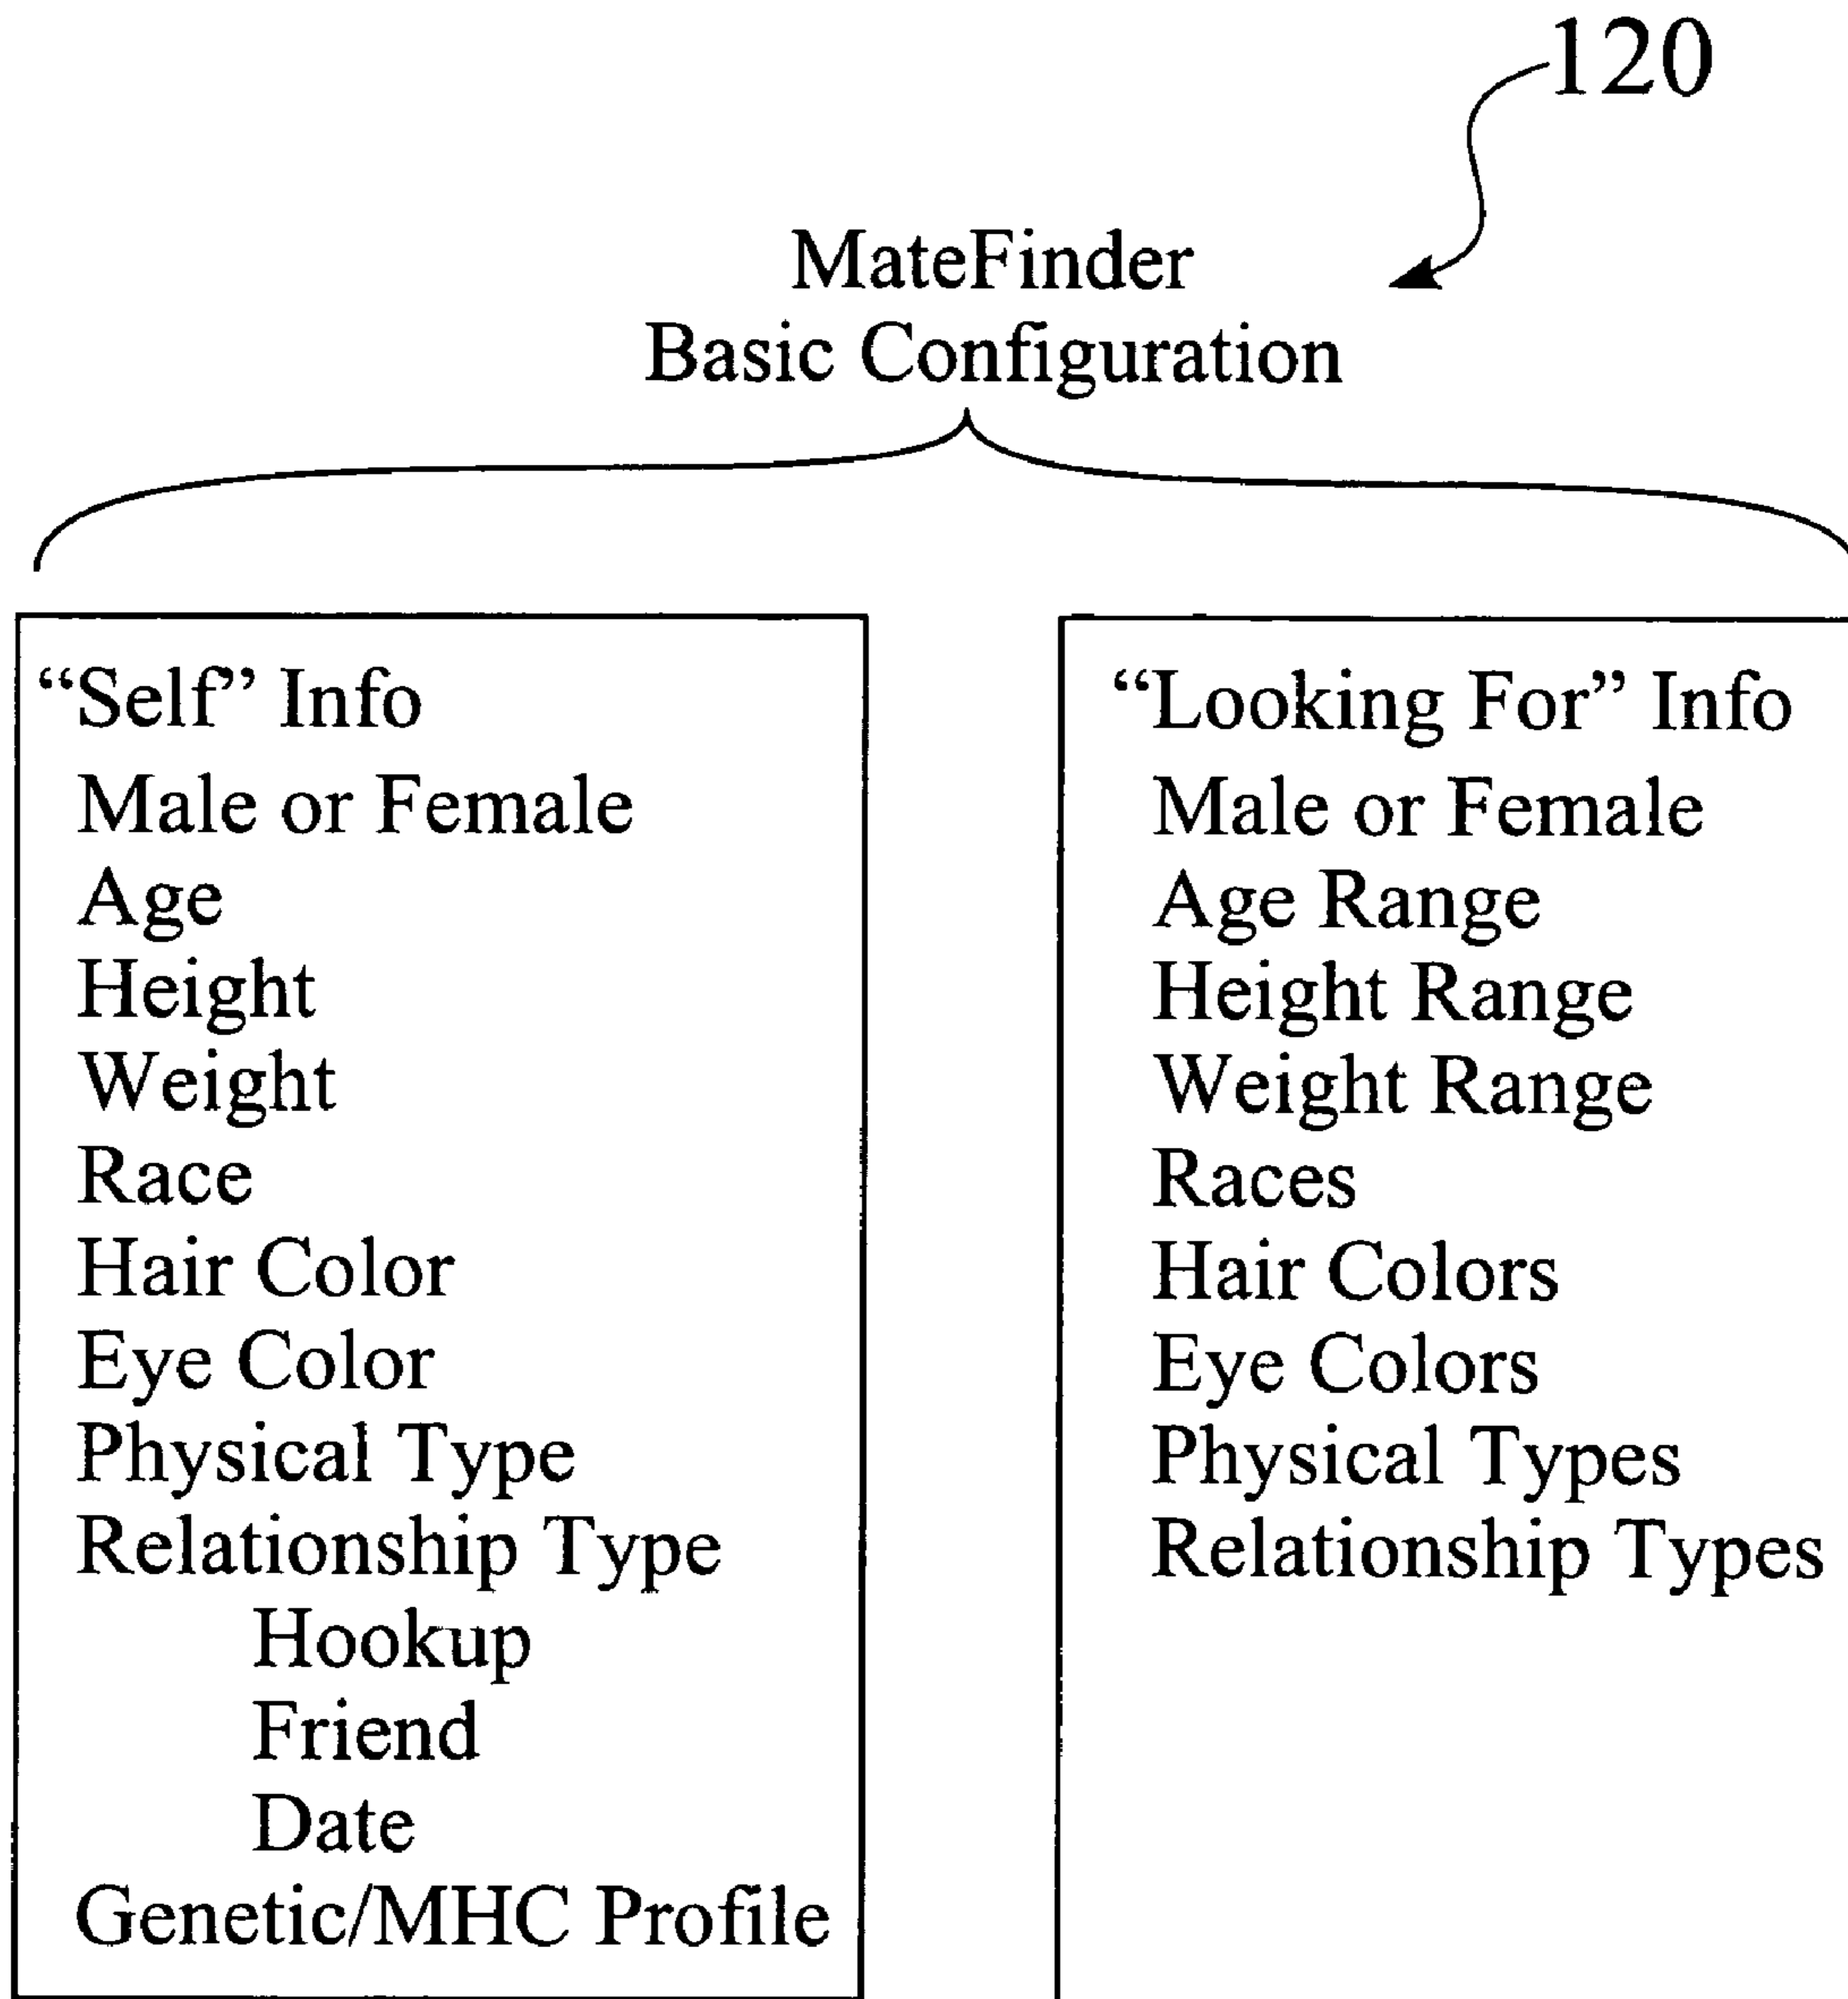 120
MateFinder
Basic Configuration
“Self” Info
Male or Female
Age
Height
Weight
Race
Hair Color
Eye Color
Physical Type
Relationship Type
Hookup
Friend
Date
Genetic/MHC Profile
“Looking For” Info
Male or Female
Age Range
Height Range
Weight Range
Races
Hair Colors
Eye Colors
Physical Types
Relationship Types